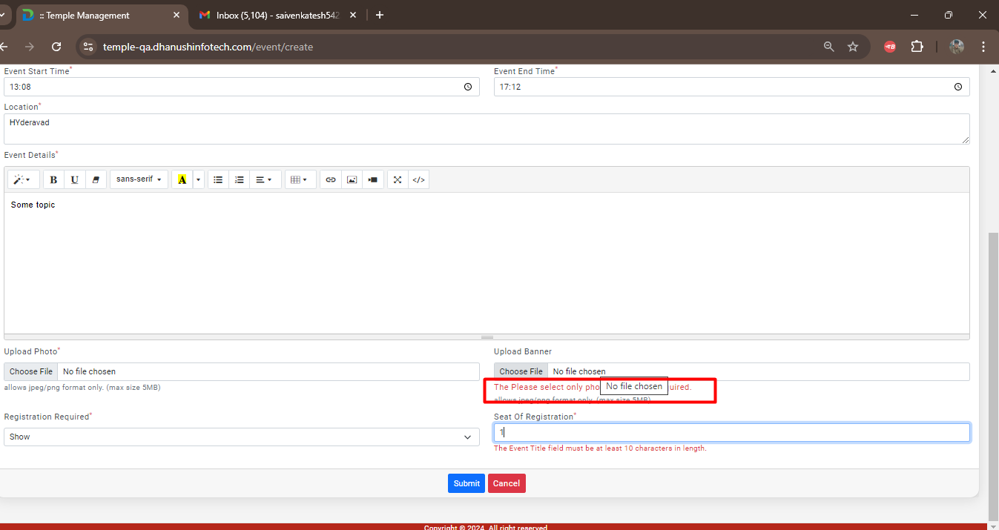 :: Temple Management
Inbox (5,104) - saivenkatesh542
temple-qa.dhanushinfotech.com/event/create
Event Start Time*
Event End Time*
13:08
17:12
Location*
HYderavad
Event Details*
B U sans-serif A </>
Some topic
Upload Photo*
Upload Banner
Choose File No file chosen
Choose File No file chosen
allows jpeg/png format only. (max size 5MB)
The Please select only pho
No file chosen
uired.
allows jpeg/png format only. (max size 5MB)
Registration Required*
Seat Of Registration*
Show
1
The Event Title field must be at least 10 characters in length.
Submit
Cancel
Copyright © 2024. All right reserved